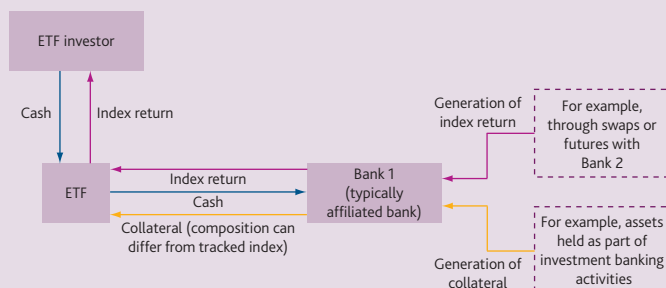 ETF investor
Cash
Index return
Generation of
index return
For example,
through swaps or
futures with
Bank 2
ETF
Index return
Cash
Collateral (composition can
differ from tracked index)
Bank 1
(typically
affiliated bank)
For example, assets
held as part of
investment banking
activities
Generation of
collateral